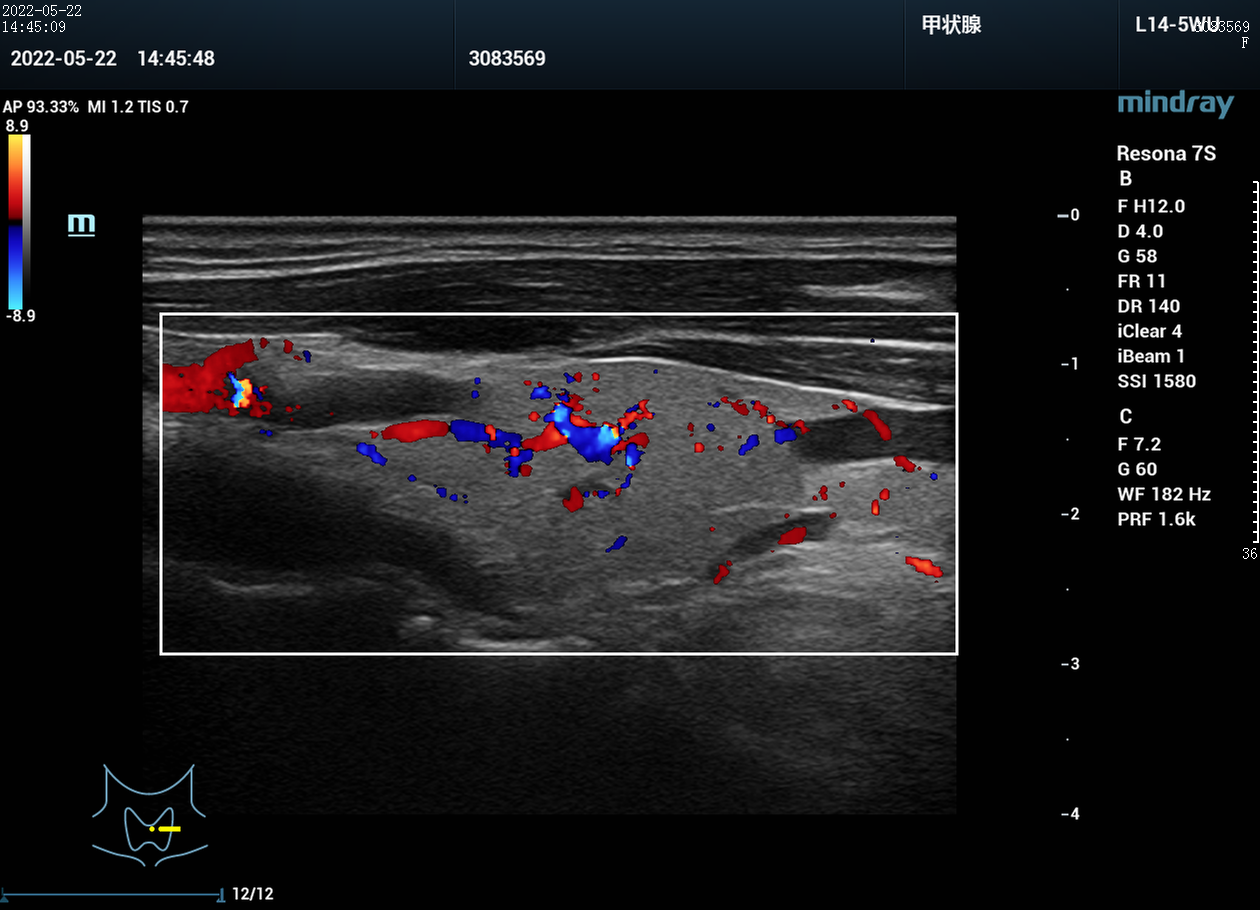 2022-05-22
14:45:09
甲状腺
L14-5WU
3083569
F
2022-05-22 14:45:48
3083569
mindray
AP 93.33% MI 1.2 TIS 0.7
8.9
-8.9
m
Resona 7S
B
F H12.0
D 4.0
G 58
FR 11
DR 140
iClear 4
iBeam 1
SSI 1580
C
F 7.2
G 60
WF 182 Hz
PRF 1.6k
0
-1
-2
-3
-4
36
12/12